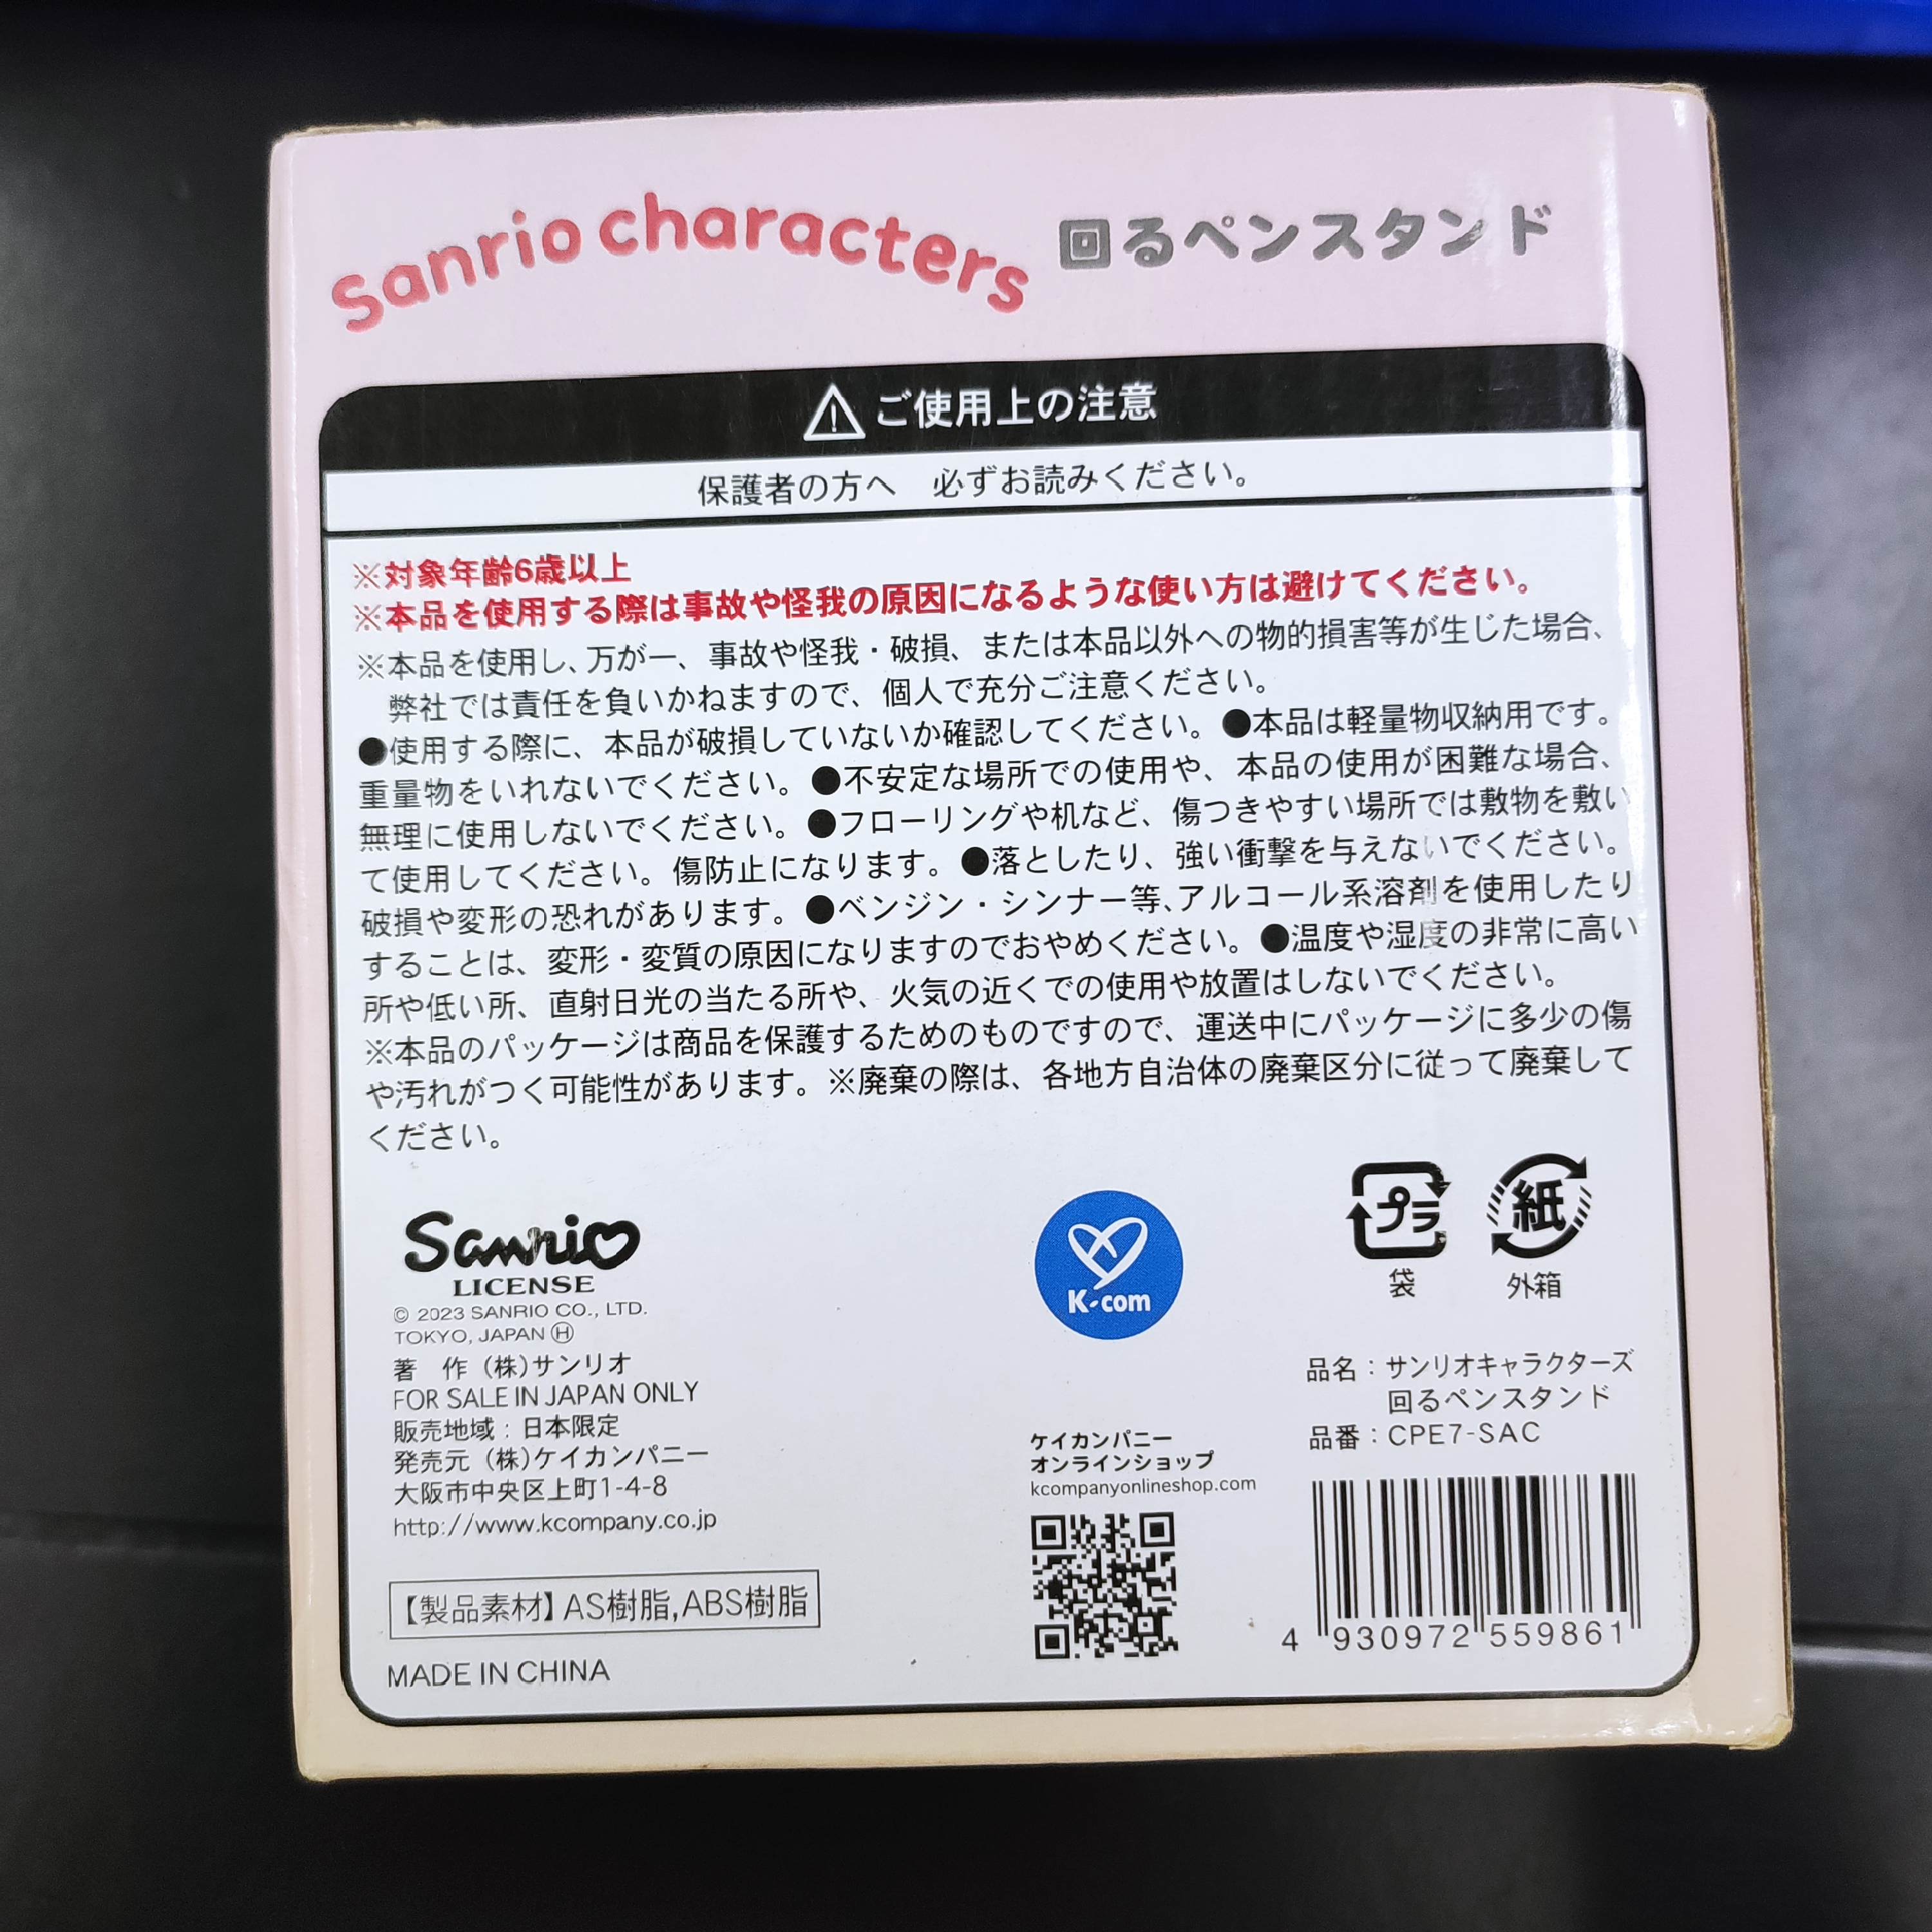 Sanrio characters 回るペンスタンド
ご使用上の注意
保護者の方へ 必ずお読みください。
※対象年齢6歳以上
※本品を使用する際は事故や怪我の原因になるような使い方は避けてください。
※本品を使用し、万が一、事故や怪我・破損、または本品以外への物的損害等が生じた場合、
弊社では責任を負いかねますので、個人で充分ご注意ください。
●使用する際に、本品が破損していないか確認してください。●本品は軽量物収納用です。
重量物をいれないでください。●不安定な場所での使用や、本品の使用が困難な場合、
無理に使用しないでください。●フローリングや机など、傷つきやすい場所では敷物を敷い
て使用してください。傷防止になります。●落としたり、強い衝撃を与えないでください。
破損や変形の恐れがあります。●ベンジン・シンナー等、アルコール系溶剤を使用したり
することは、変形・変質の原因になりますのでおやめください。●温度や湿度の非常に高い
所や低い所、直射日光の当たる所や、火気の近くでの使用や放置はしないでください。
※本品のパッケージは商品を保護するためのものですので、運送中にパッケージに多少の傷
や汚れがつく可能性があります。※廃棄の際は、各地方自治体の廃棄区分に従って廃棄して
ください。
Sanrio
LICENSE
© 2023 SANRIO CO., LTD.
TOKYO, JAPAN Ⓗ
著 作 (株)サンリオ
FOR SALE IN JAPAN ONLY
販売地域：日本限定
発売元 (株)ケイカンパニー
大阪市中央区上町1-4-8
http://www.kcompany.co.jp
【製品素材】AS樹脂,ABS樹脂
MADE IN CHINA
K-com
ケイカンパニー
オンラインショップ
kcompanyonlineshop.com
プラ
袋
紙
外箱
品名：サンリオキャラクターズ
回るペンスタンド
品番：CPE7-SAC
4 930972 559861